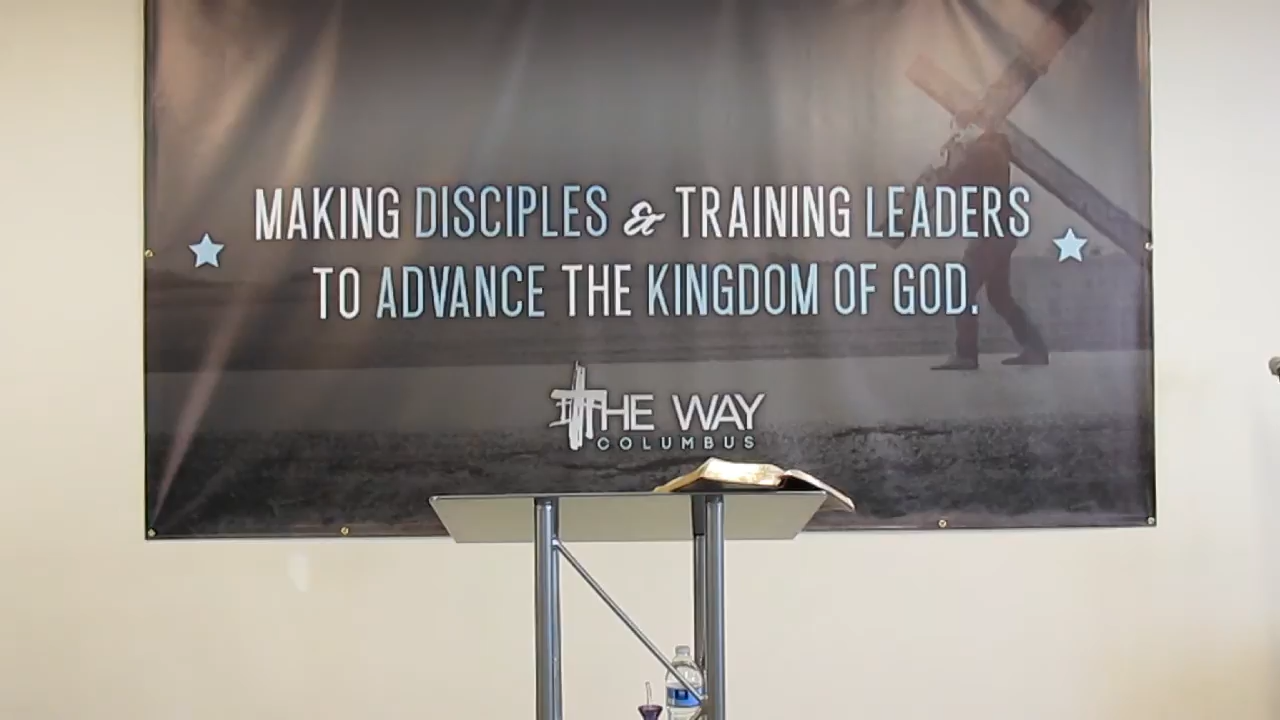 MAKING DISCIPLES & TRAINING LEADERS
TO ADVANCE THE KINGDOM OF GOD.
THE WAY
COLUMBUS